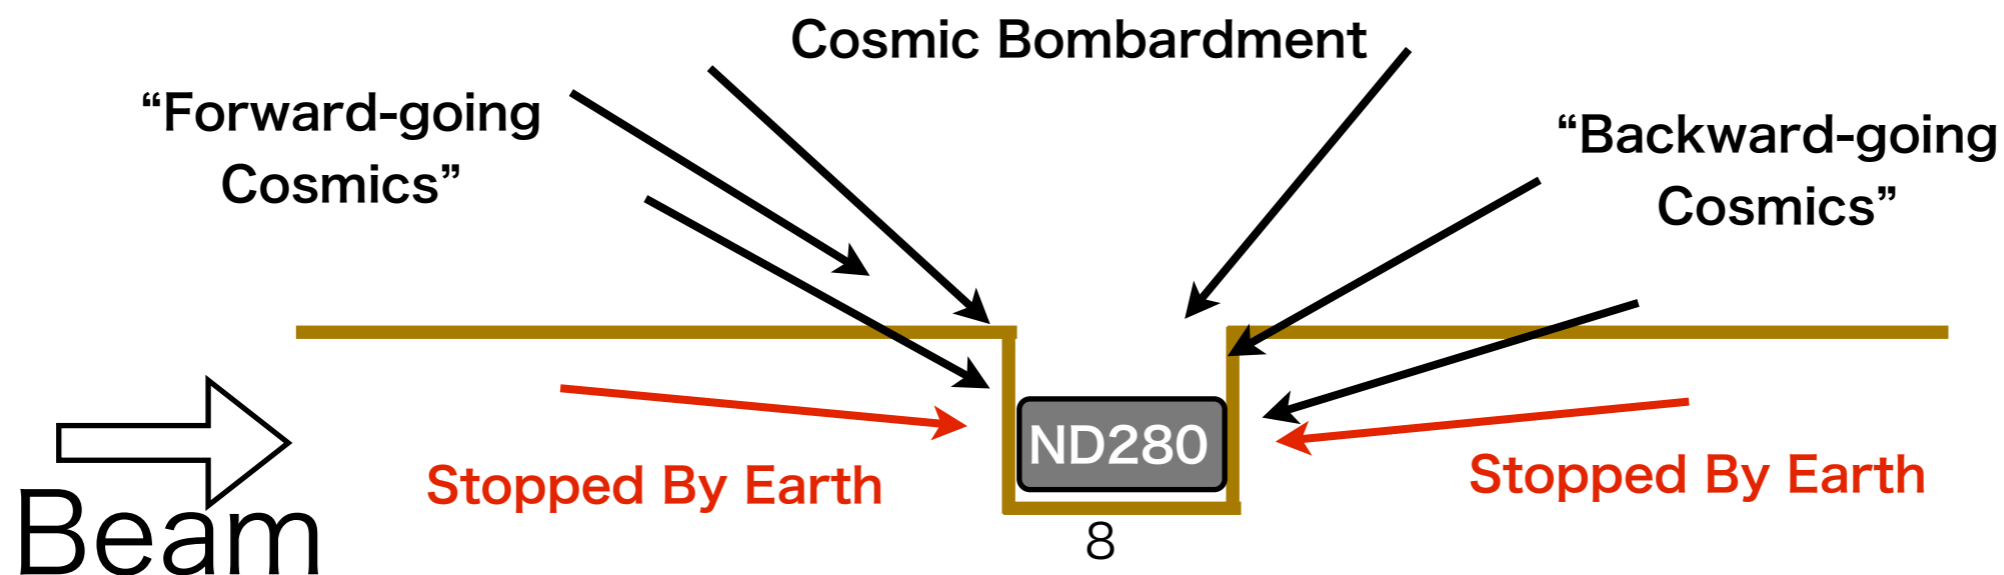 Cosmic Bombardment
“Forward-going
Cosmics”
“Backward-going
Cosmics”
ND280
Stopped By Earth
Stopped By Earth
Beam
8